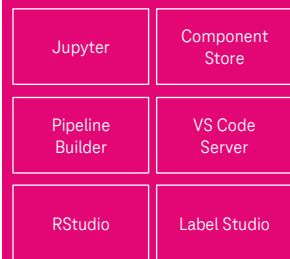 Jupyter
Component
Store
Pipeline
Builder
VS Code
Server
RStudio
Label Studio